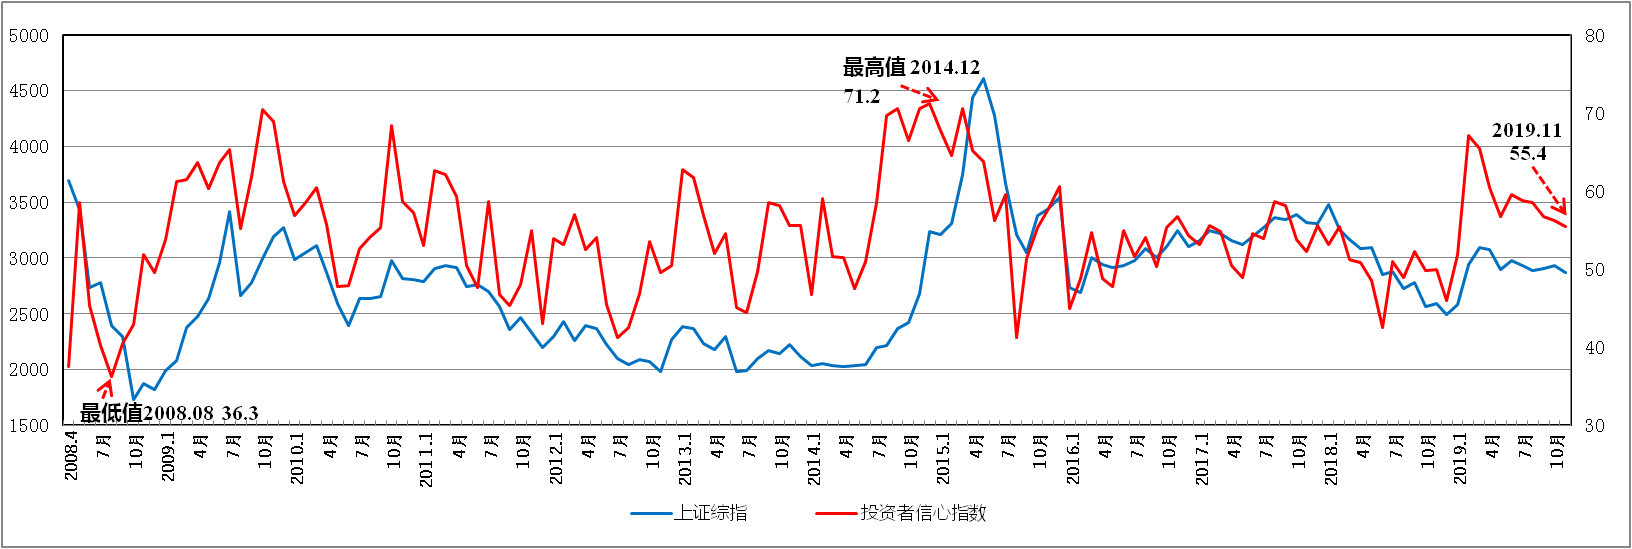 5000
4500
4000
3500
3000
2500
2000
1500
80
70
60
50
40
30
最高值 2014.12
71.2
2019.11
55.4
最低值2008.08 36.3
2008.4
7月
10月
2009.1
4月
7月
10月
2010.1
4月
7月
10月
2011.1
4月
7月
10月
2012.1
4月
7月
10月
2013.1
4月
7月
10月
2014.1
4月
7月
10月
2015.1
4月
7月
10月
2016.1
4月
7月
10月
2017.1
4月
7月
10月
2018.1
4月
7月
10月
2019.1
4月
7月
10月
上证综指
投资者信心指数